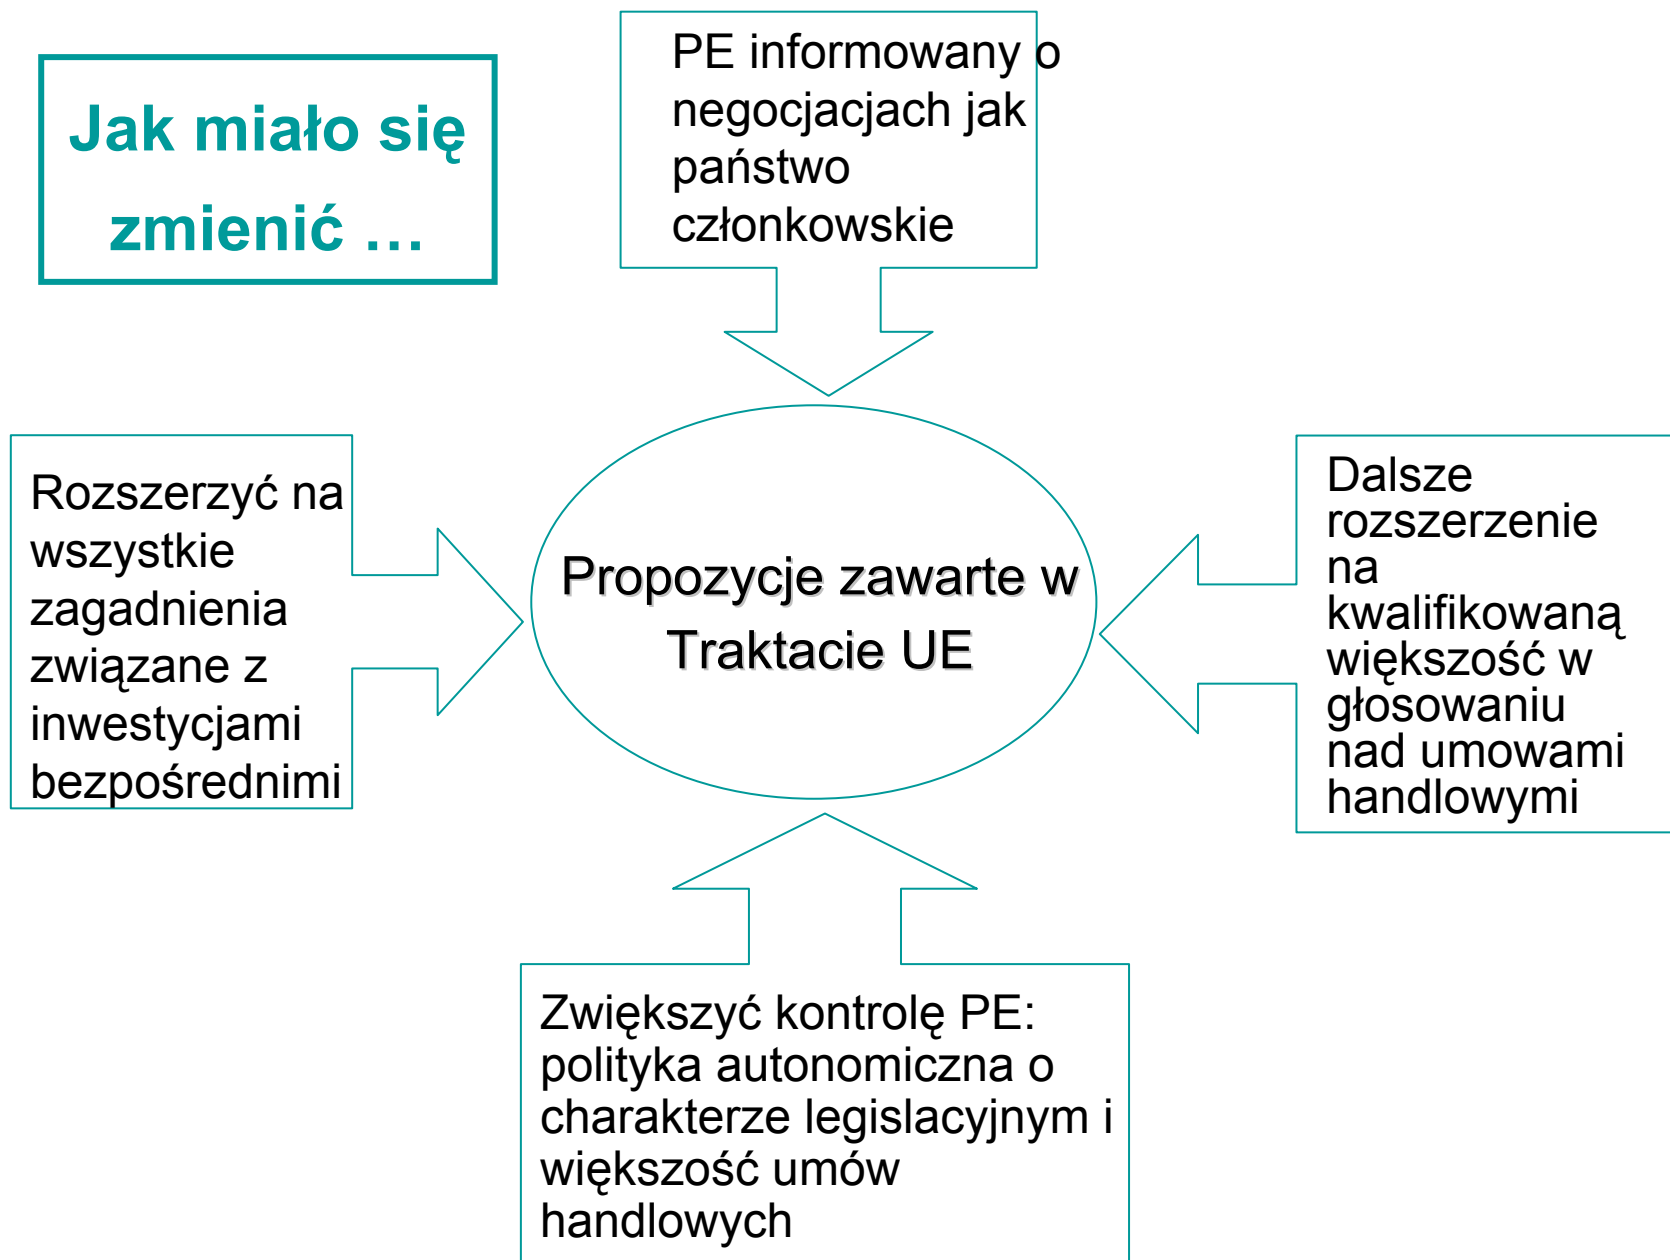 Jak miało się
zmienić …
PE informowany o
negocjacjach jak
państwo
członkowskie
Rozszerzyć na
wszystkie
zagadnienia
związane z
inwestycjami
bezpośrednimi
Propozycje zawarte w
Traktacie UE
Dalsze
rozszerzenie
na
kwalifikowaną
większość w
głosowaniu
nad umowami
handlowymi
Zwiększyć kontrolę PE:
polityka autonomiczna o
charakterze legislacyjnym i
większość umów
handlowych